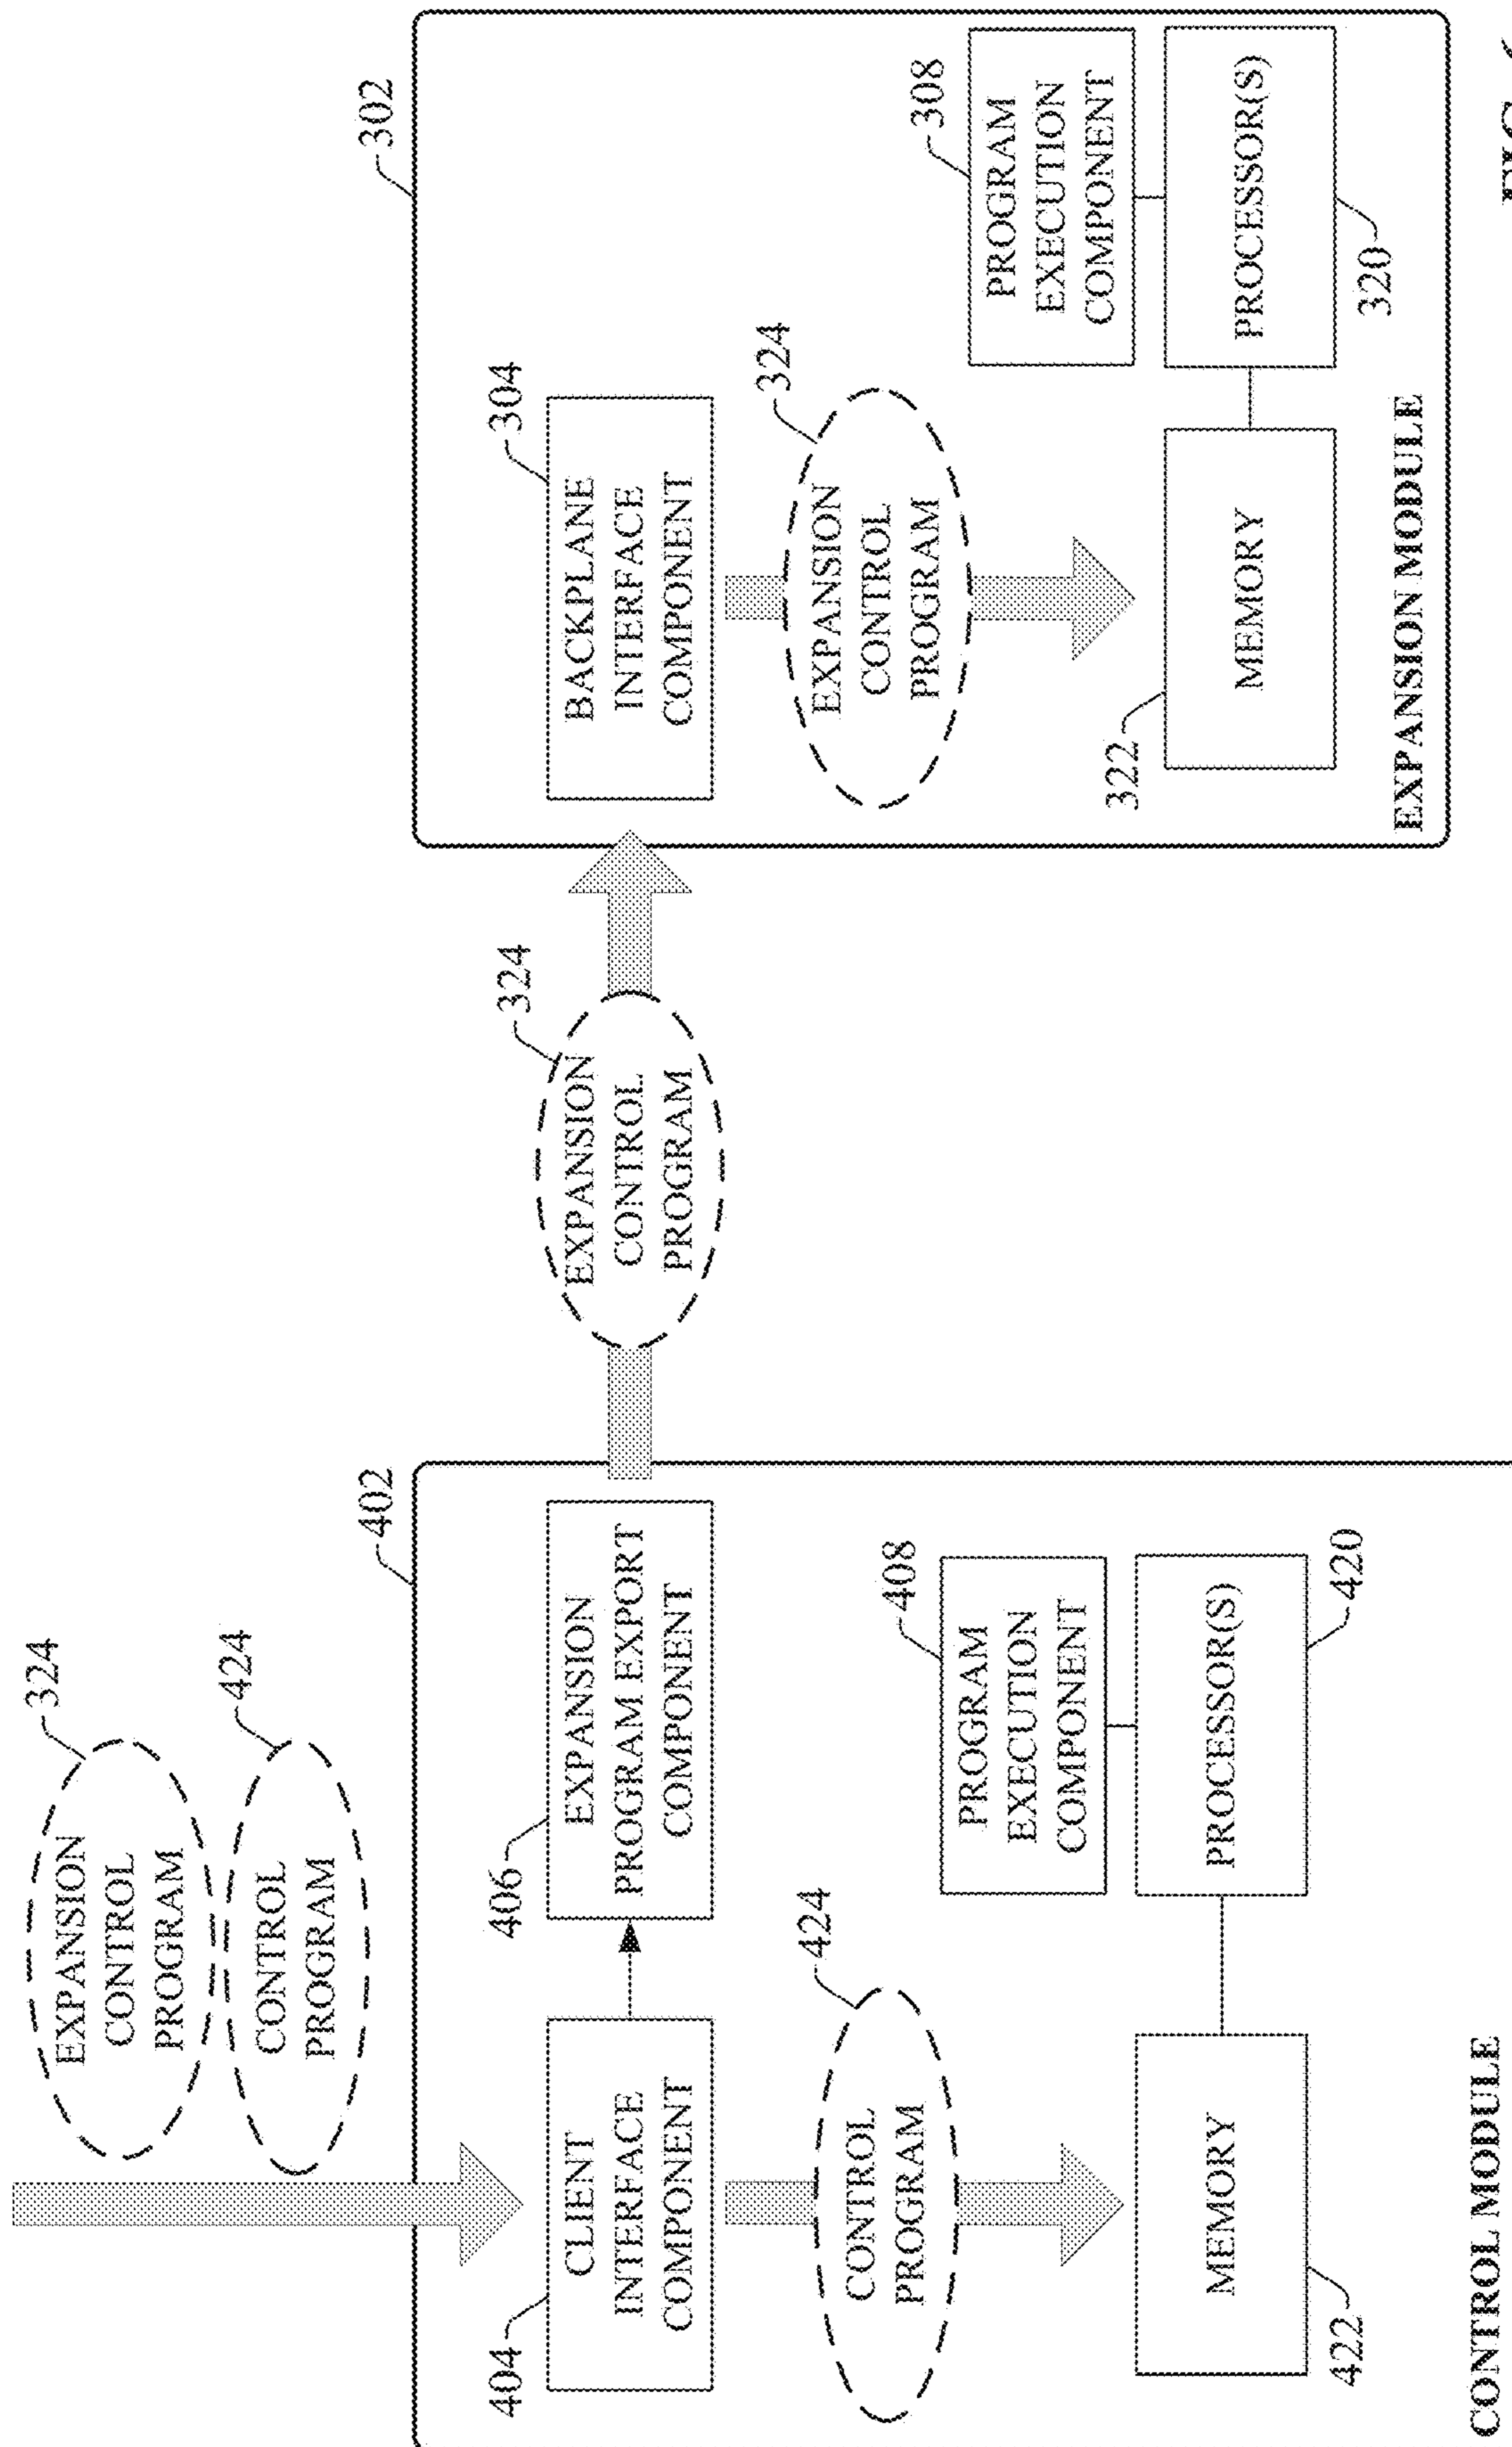 324
EXPANSION
CONTROL
PROGRAM
424
CONTROL
PROGRAM
402
404
CLIENT
INTERFACE
COMPONENT
406
EXPANSION
PROGRAM EXPORT
COMPONENT
424
CONTROL
PROGRAM
408
PROGRAM
EXECUTION
COMPONENT
MEMORY
422
PROCESSOR(S)
420
CONTROL MODULE
324
EXPANSION
CONTROL
PROGRAM
302
304
BACKPLANE
INTERFACE
COMPONENT
324
EXPANSION
CONTROL
PROGRAM
308
PROGRAM
EXECUTION
COMPONENT
322
MEMORY
PROCESSOR(S)
320
EXPANSION MODULE